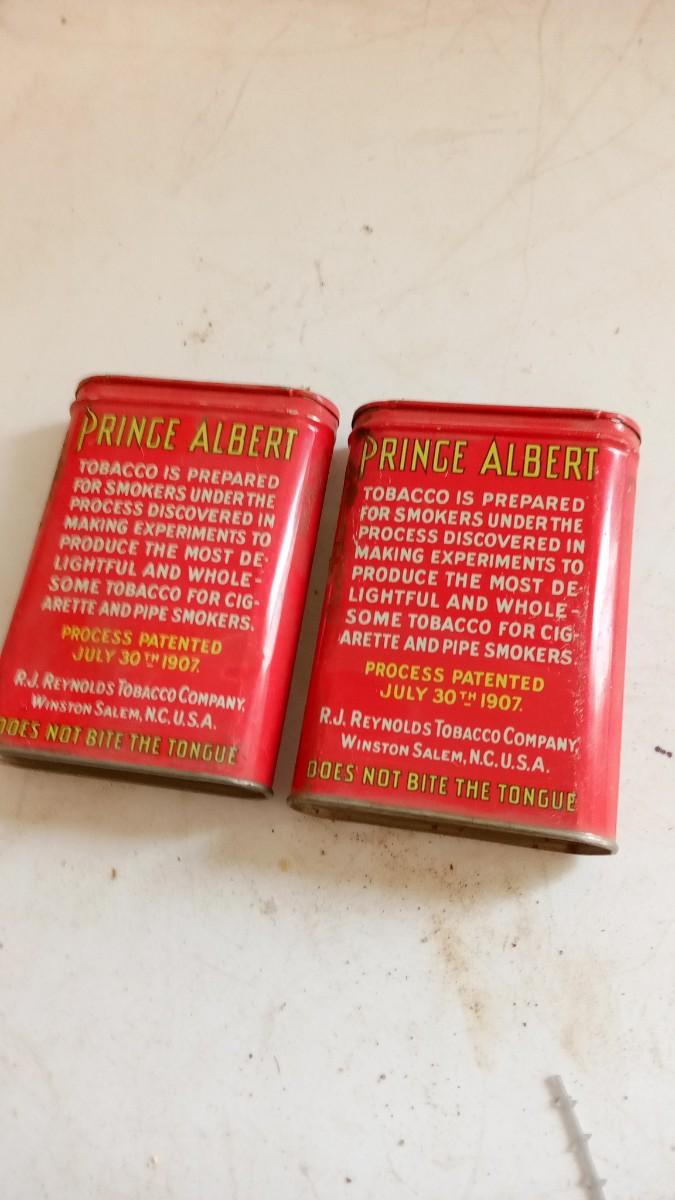 PRINCE ALBERT
TOBACCO IS PREPARED
FOR SMOKERS UNDER THE
PROCESS DISCOVERED IN
MAKING EXPERIMENTS TO
PRODUCE THE MOST DE-
LIGHTFUL AND WHOLE-
SOME TOBACCO FOR CIG-
ARETTE AND PIPE SMOKERS.
PROCESS PATENTED
JULY 30TH 1907.
R.J. REYNOLDS TOBACCO COMPANY,
WINSTON SALEM, N.C. U.S.A.
DOES NOT BITE THE TONGUE
PRINCE ALBERT
TOBACCO IS PREPARED
FOR SMOKERS UNDER THE
PROCESS DISCOVERED IN
MAKING EXPERIMENTS TO
PRODUCE THE MOST DE-
LIGHTFUL AND WHOLE-
SOME TOBACCO FOR CIG-
ARETTE AND PIPE SMOKERS.
PROCESS PATENTED
JULY 30TH 1907.
R.J. REYNOLDS TOBACCO COMPANY,
WINSTON SALEM, N.C. U.S.A.
DOES NOT BITE THE TONGUE